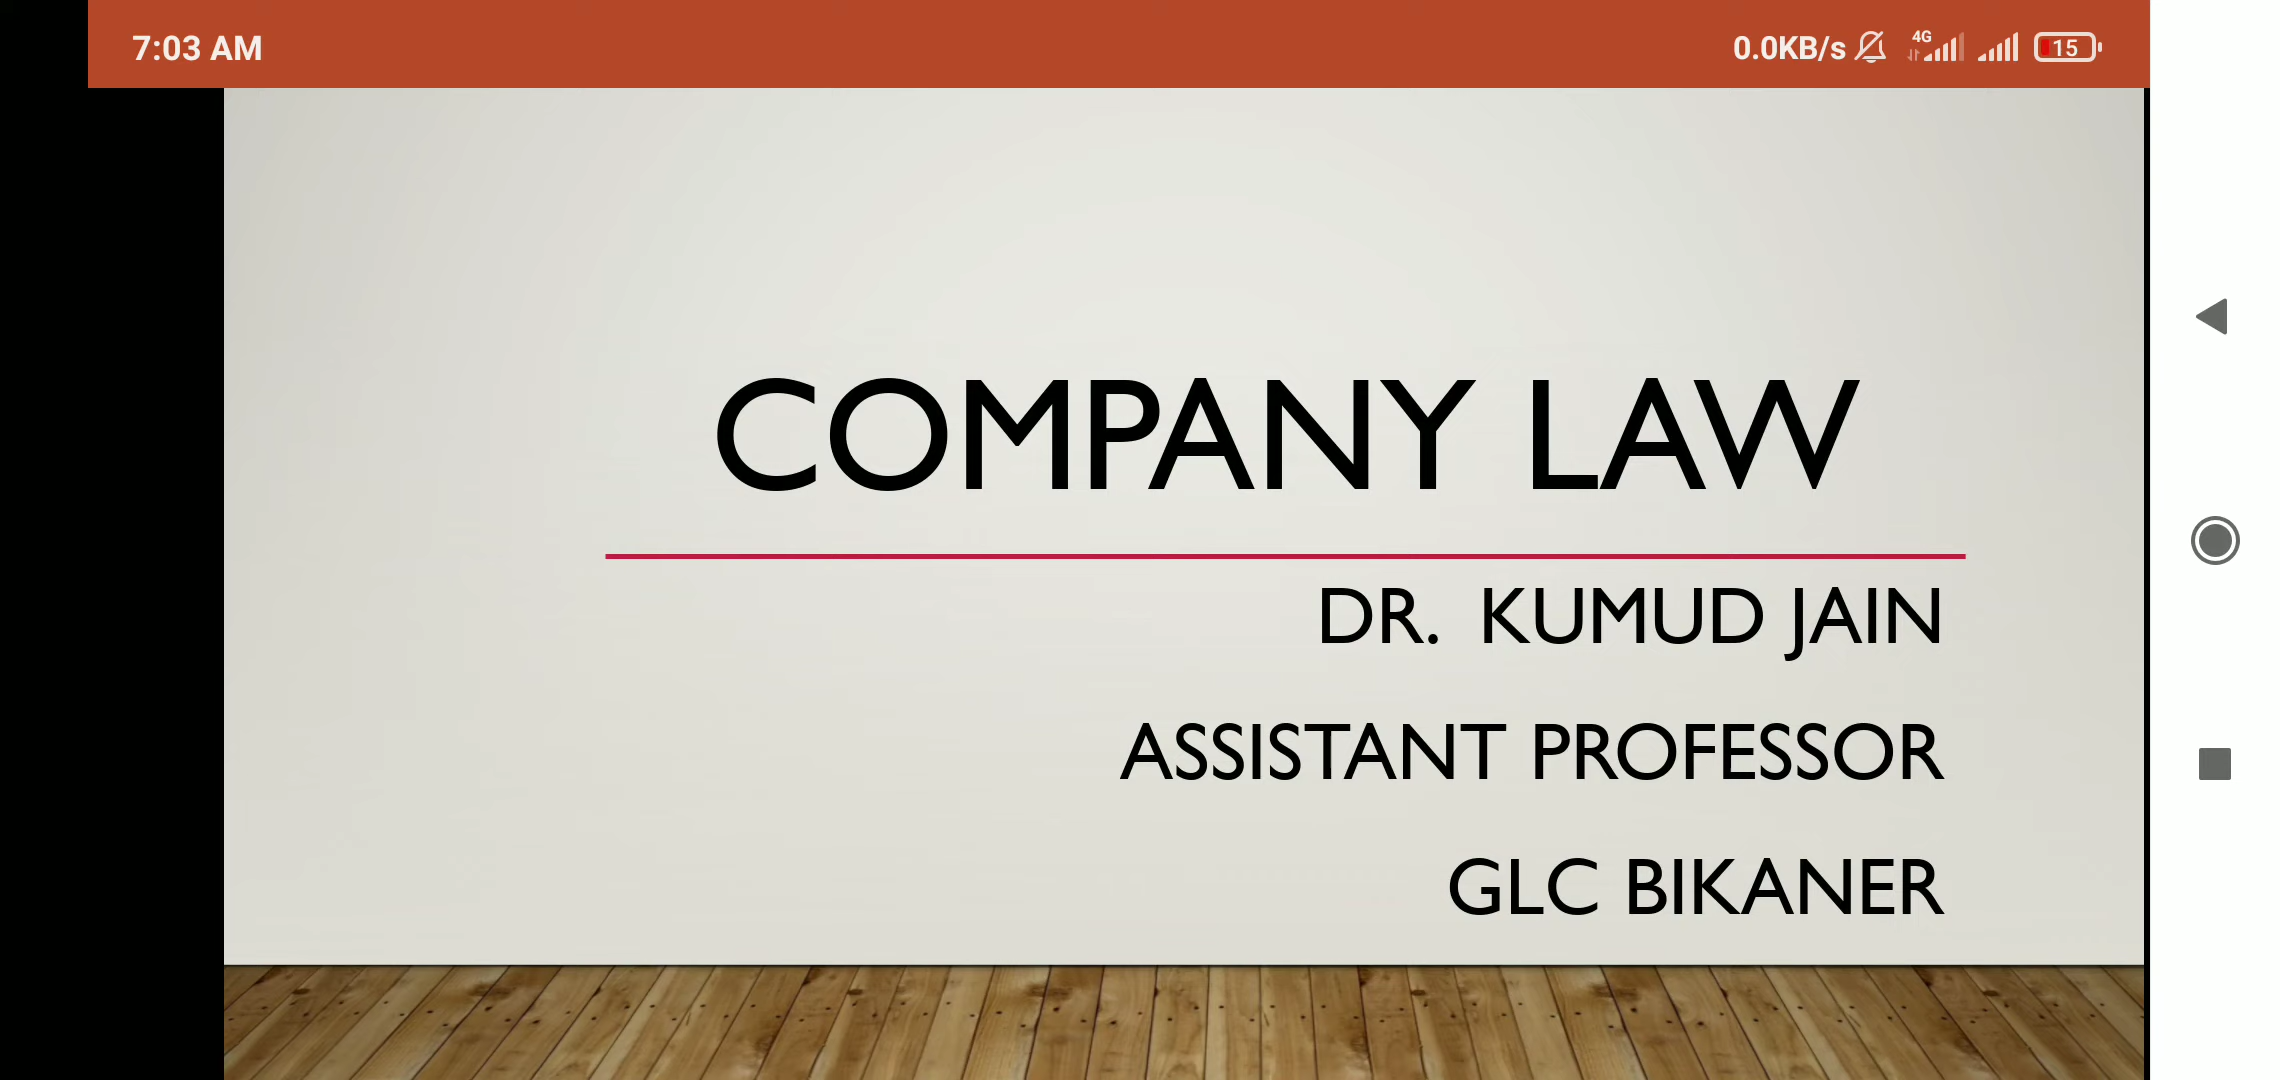 7:03 AM
0.0KB/s 4G 15
COMPANY LAW
DR. KUMUD JAIN
ASSISTANT PROFESSOR
GLC BIKANER